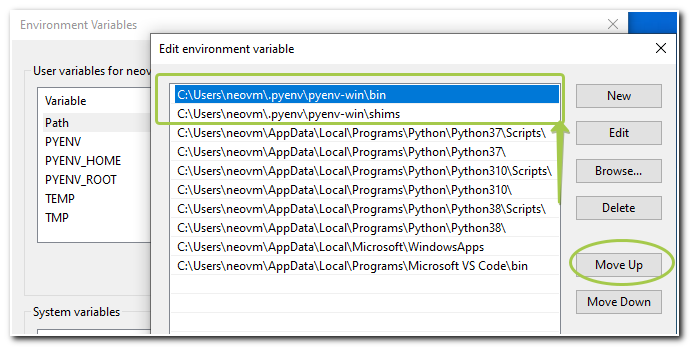 Environment Variables
Edit environment variable
User variables for neovm
Variable
Path
PYENV
PYENV_HOME
PYENV_ROOT
TEMP
TMP
System variables
C:\Users\neovm\.pyenv\pyenv-win\bin
C:\Users\neovm\.pyenv\pyenv-win\shims
C:\Users\neovm\AppData\Local\Programs\Python\Python37\Scripts\
C:\Users\neovm\AppData\Local\Programs\Python\Python37\
C:\Users\neovm\AppData\Local\Programs\Python\Python310\Scripts\
C:\Users\neovm\AppData\Local\Programs\Python\Python310\
C:\Users\neovm\AppData\Local\Programs\Python\Python38\Scripts\
C:\Users\neovm\AppData\Local\Programs\Python\Python38\
C:\Users\neovm\AppData\Local\Microsoft\WindowsApps
C:\Users\neovm\AppData\Local\Programs\Microsoft VS Code\bin
New
Edit
Browse...
Delete
Move Up
Move Down